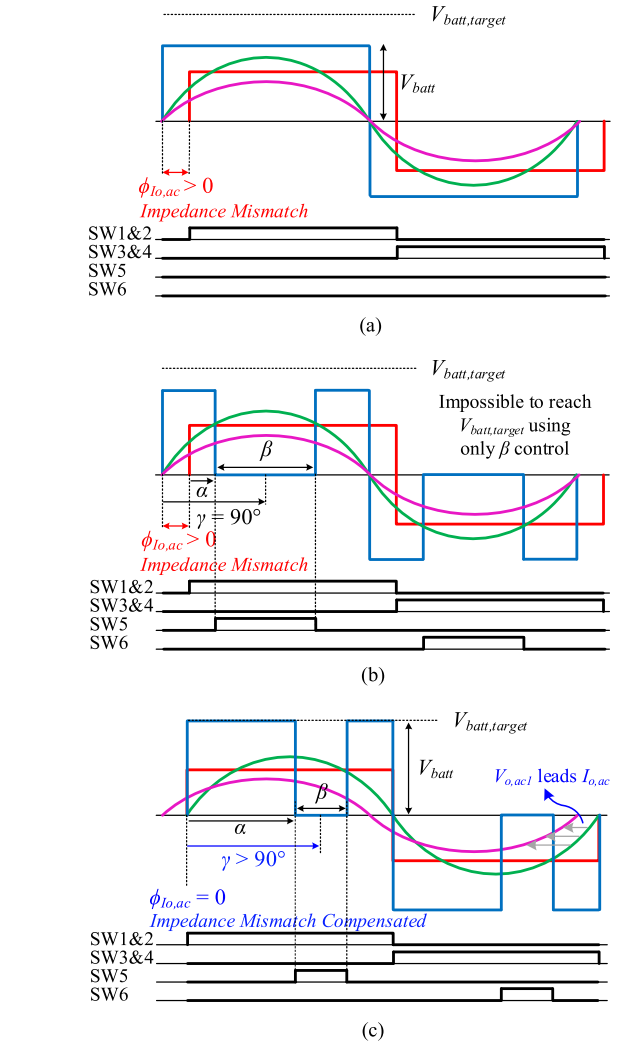 V_batt,target
V_batt
ϕ_Io,ac > 0
Impedance Mismatch
SW1&2
SW3&4
SW5
SW6
(a)
V_batt,target
Impossible to reach
V_batt,target using
only β control
β
α
γ = 90°
ϕ_Io,ac > 0
Impedance Mismatch
SW1&2
SW3&4
SW5
SW6
(b)
V_batt,target
V_batt
V_o,ac1 leads I_o,ac
β
α
γ > 90°
ϕ_Io,ac = 0
Impedance Mismatch Compensated
SW1&2
SW3&4
SW5
SW6
(c)